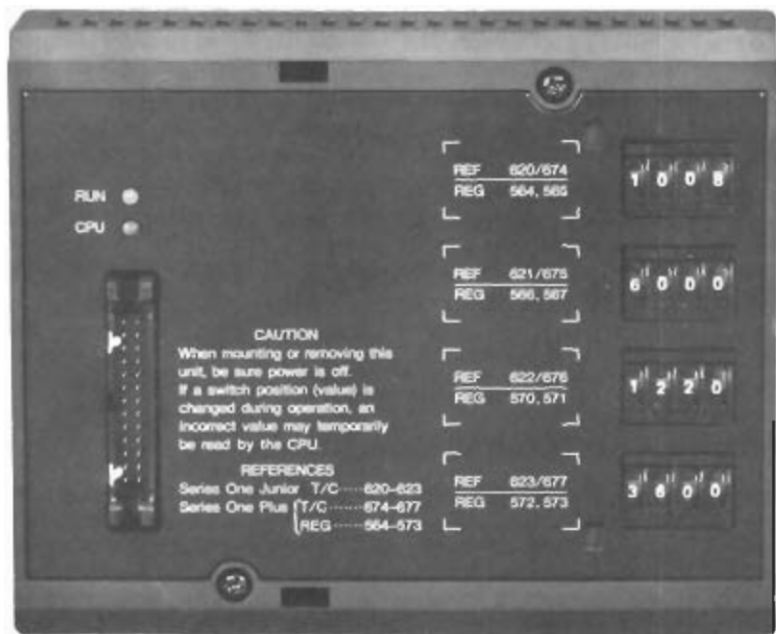 RUN
CPU
CAUTION
When mounting or removing this
unit, be sure power is off.
If a switch position (value) is
changed during operation, an
incorrect value may temporarily
be read by the CPU.
REFERENCES
Series One Junior T/C·····620–623
Series One Plus T/C······674–677
REG·····564–573
REF 620/674
REG 564, 565
1 0 0 8
REF 621/675
REG 566, 567
6 0 0 0
REF 622/676
REG 570, 571
1 2 2 0
REF 623/677
REG 572, 573
3 6 0 0